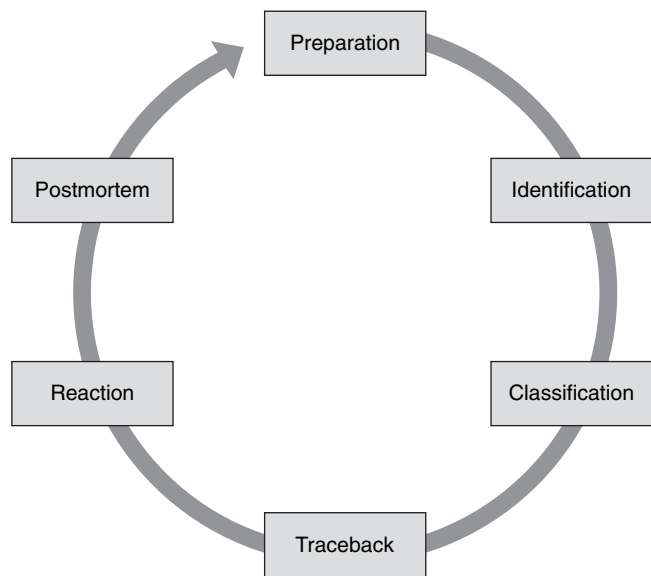 Preparation
Identification
Classification
Traceback
Reaction
Postmortem